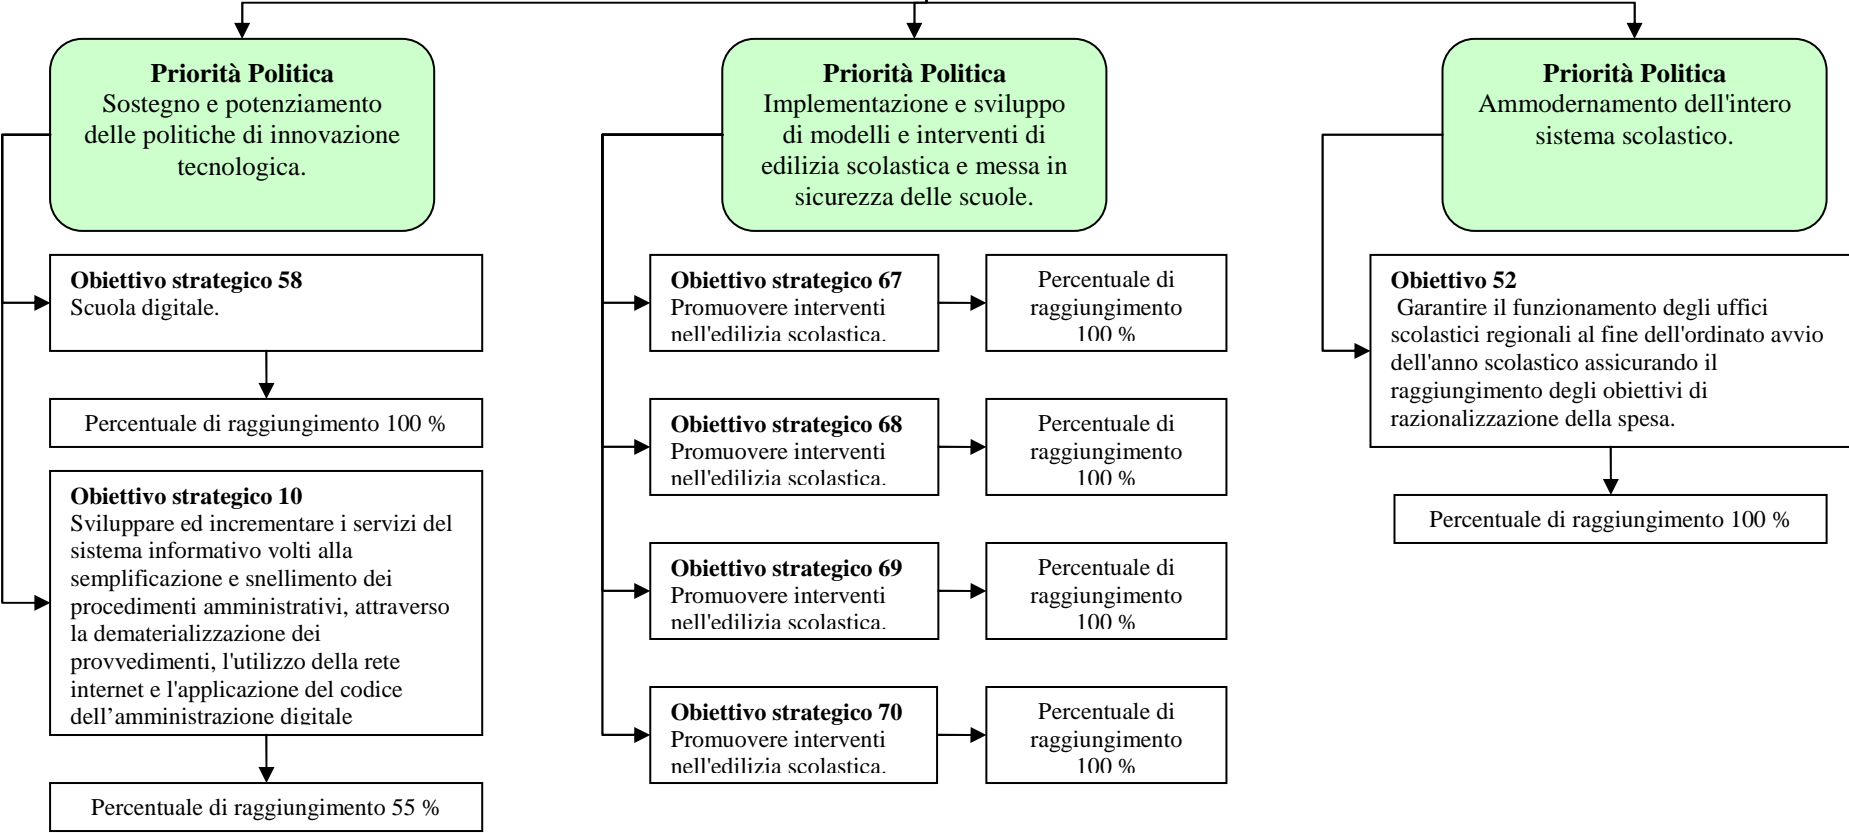 Priorità Politica
Sostegno e potenziamento
delle politiche di innovazione
tecnologica.
Obiettivo strategico 58
Scuola digitale.
Percentuale di raggiungimento 100 %
Obiettivo strategico 10
Sviluppare ed incrementare i servizi del
sistema informativo volti alla
semplificazione e snellimento dei
procedimenti amministrativi, attraverso
la dematerializzazione dei
provvedimenti, l'utilizzo della rete
internet e l'applicazione del codice
dell’amministrazione digitale
Percentuale di raggiungimento 55 %
Priorità Politica
Implementazione e sviluppo
di modelli e interventi di
edilizia scolastica e messa in
sicurezza delle scuole.
Obiettivo strategico 67
Promuovere interventi
nell'edilizia scolastica.
Percentuale di
raggiungimento
100 %
Obiettivo strategico 68
Promuovere interventi
nell'edilizia scolastica.
Percentuale di
raggiungimento
100 %
Obiettivo strategico 69
Promuovere interventi
nell'edilizia scolastica.
Percentuale di
raggiungimento
100 %
Obiettivo strategico 70
Promuovere interventi
nell'edilizia scolastica.
Percentuale di
raggiungimento
100 %
Priorità Politica
Ammodernamento dell'intero
sistema scolastico.
Obiettivo 52
Garantire il funzionamento degli uffici
scolastici regionali al fine dell'ordinato avvio
dell'anno scolastico assicurando il
raggiungimento degli obiettivi di
razionalizzazione della spesa.
Percentuale di raggiungimento 100 %